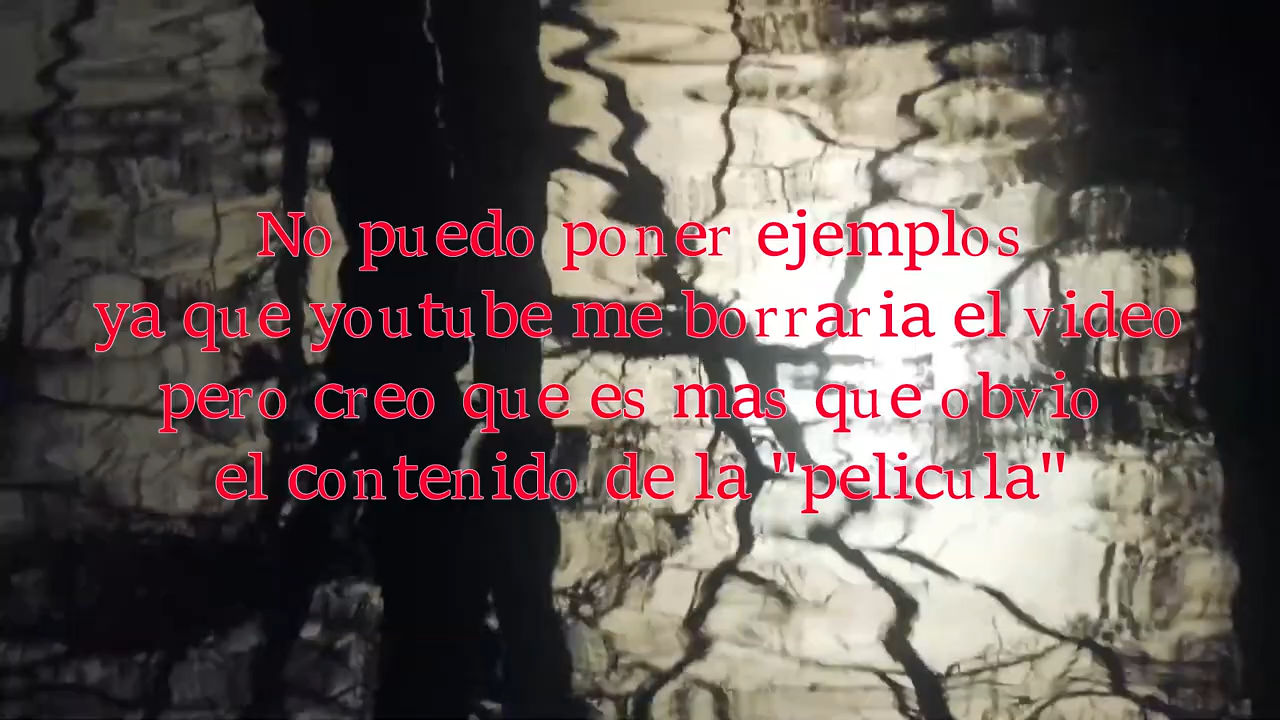 No puedo poner ejemplos
ya que youtube me borraria el video
pero creo que es mas que obvio
el contenido de la "pelicula"